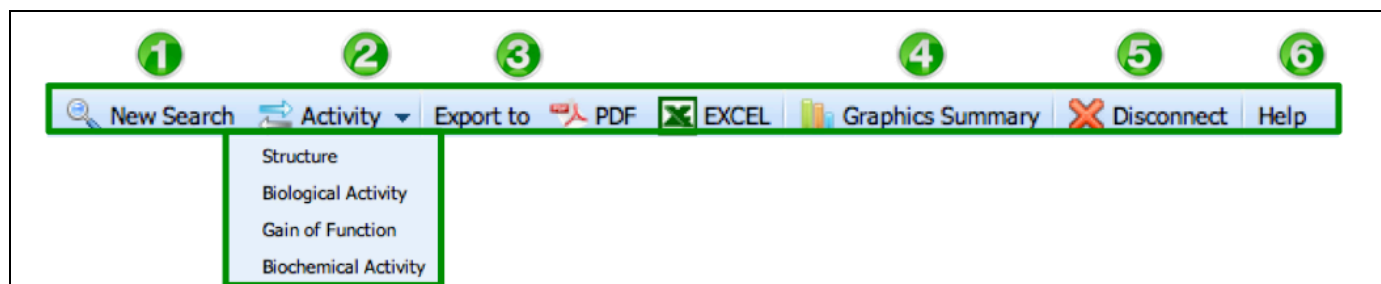 1 2 3 4 5 6
New Search Activity Export to PDF EXCEL Graphics Summary Disconnect Help
Structure
Biological Activity
Gain of Function
Biochemical Activity